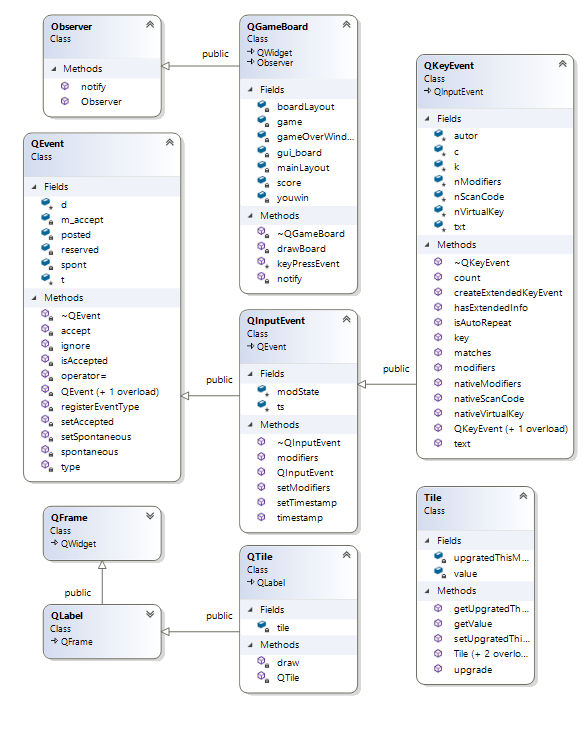 Observer
Class
Methods
notify
Observer
public
QGameBoard
Class
QWidget
Observer
Fields
boardLayout
game
gameOverWind...
gui_board
mainLayout
score
youwin
Methods
~QGameBoard
drawBoard
keyPressEvent
notify
QKeyEvent
Class
QInputEvent
Fields
autor
c
k
nModifiers
nScanCode
nVirtualKey
txt
Methods
~QKeyEvent
count
createExtendedKeyEvent
hasExtendedInfo
isAutoRepeat
key
matches
modifiers
nativeModifiers
nativeScanCode
nativeVirtualKey
QKeyEvent (+ 1 overload)
text
QEvent
Class
Fields
d
m_accept
posted
reserved
spont
t
Methods
~QEvent
accept
ignore
isAccepted
operator=
QEvent (+ 1 overload)
registerEventType
setAccepted
setSpontaneous
spontaneous
type
public
QInputEvent
Class
QEvent
Fields
modState
ts
Methods
~QInputEvent
modifiers
QInputEvent
setModifiers
setTimestamp
timestamp
public
QFrame
Class
QWidget
public
QLabel
Class
QFrame
public
QTile
Class
QLabel
Fields
tile
Methods
draw
QTile
Tile
Class
Fields
upgratedThisM...
value
Methods
getUpgratedTh...
getValue
setUpgratedThi...
Tile (+ 2 overlo...
upgrade